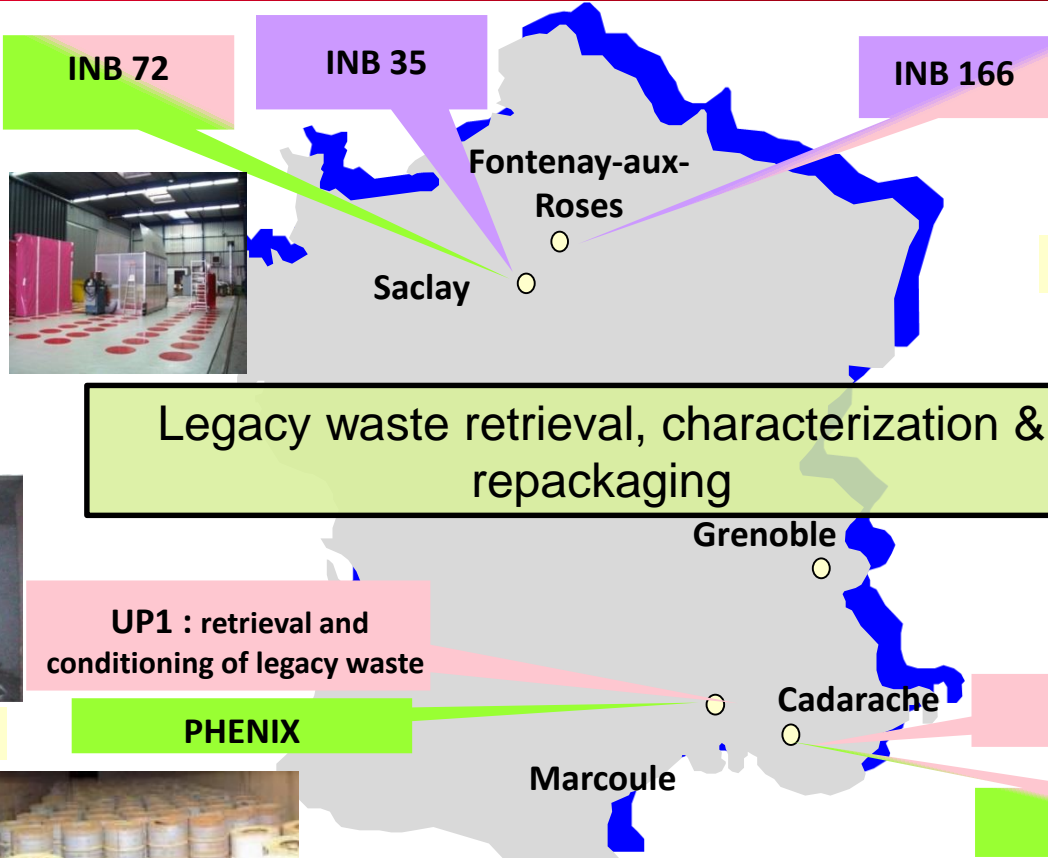 INB 72
INB 35
INB 166
Fontenay-aux-
Roses
Saclay
Legacy waste retrieval, characterization &
repackaging
Grenoble
UP1 : retrieval and
conditioning of legacy waste
PHENIX
Cadarache
Marcoule